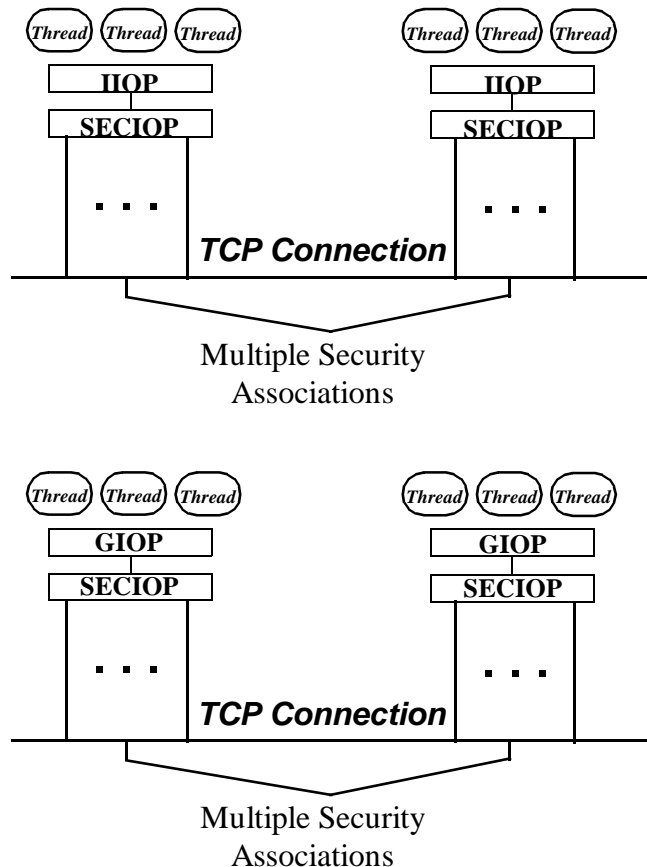 Thread Thread Thread Thread Thread Thread
IIOP IIOP
SECIOP SECIOP
. . . . . .
TCP Connection
Multiple Security
Associations
Thread Thread Thread Thread Thread Thread
GIOP GIOP
SECIOP SECIOP
. . . . . .
TCP Connection
Multiple Security
Associations